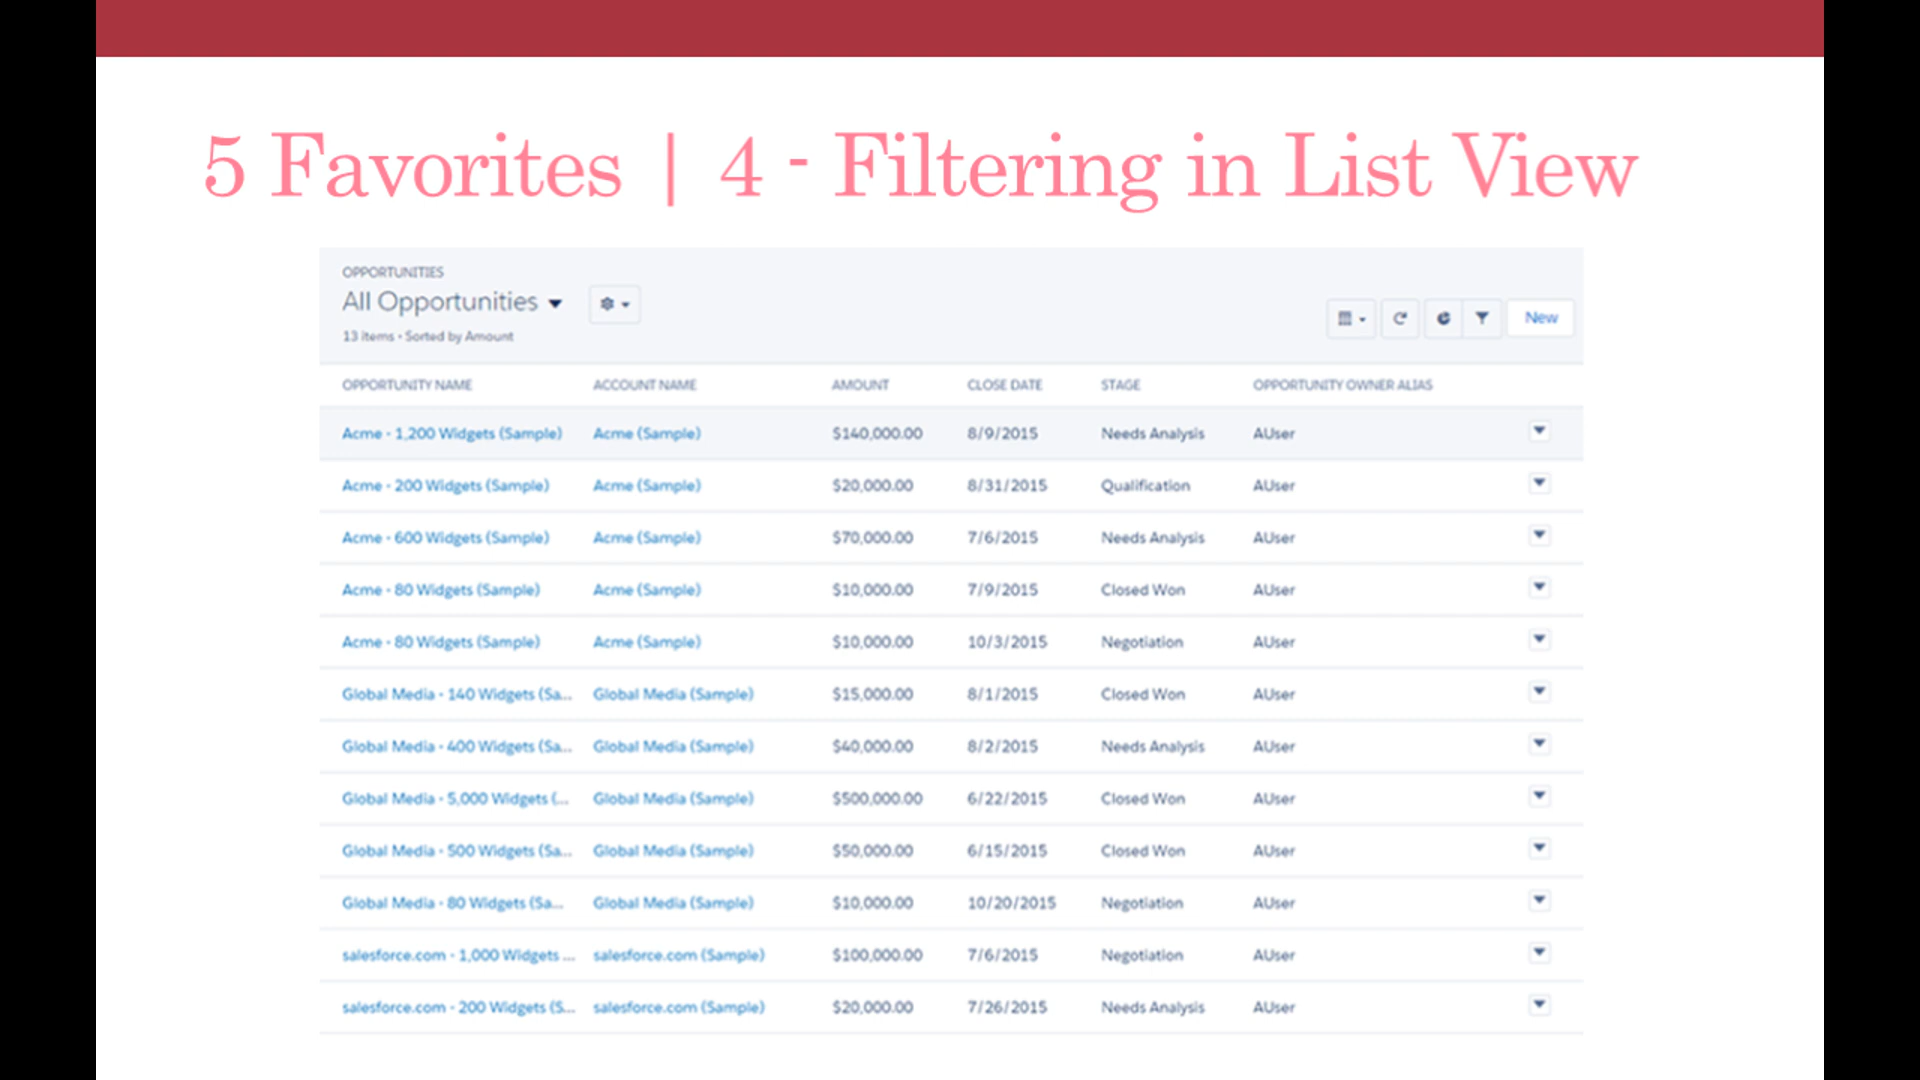 5 Favorites | 4 - Filtering in List View
OPPORTUNITIES
All Opportunities
13 items • Sorted by Amount
New
OPPORTUNITY NAME ACCOUNT NAME AMOUNT CLOSE DATE STAGE OPPORTUNITY OWNER ALIAS
Acme - 1,200 Widgets (Sample) Acme (Sample) $140,000.00 8/9/2015 Needs Analysis AUser
Acme - 200 Widgets (Sample) Acme (Sample) $20,000.00 8/31/2015 Qualification AUser
Acme - 600 Widgets (Sample) Acme (Sample) $70,000.00 7/6/2015 Needs Analysis AUser
Acme - 80 Widgets (Sample) Acme (Sample) $10,000.00 7/9/2015 Closed Won AUser
Acme - 80 Widgets (Sample) Acme (Sample) $10,000.00 10/3/2015 Negotiation AUser
Global Media - 140 Widgets (Sa... Global Media (Sample) $15,000.00 8/1/2015 Closed Won AUser
Global Media - 400 Widgets (Sa... Global Media (Sample) $40,000.00 8/2/2015 Needs Analysis AUser
Global Media - 5,000 Widgets (... Global Media (Sample) $500,000.00 6/22/2015 Closed Won AUser
Global Media - 500 Widgets (Sa... Global Media (Sample) $50,000.00 6/15/2015 Closed Won AUser
Global Media - 80 Widgets (Sa... Global Media (Sample) $10,000.00 10/20/2015 Negotiation AUser
salesforce.com - 1,000 Widgets ... salesforce.com (Sample) $100,000.00 7/6/2015 Negotiation AUser
salesforce.com - 200 Widgets (S... salesforce.com (Sample) $20,000.00 7/26/2015 Needs Analysis AUser